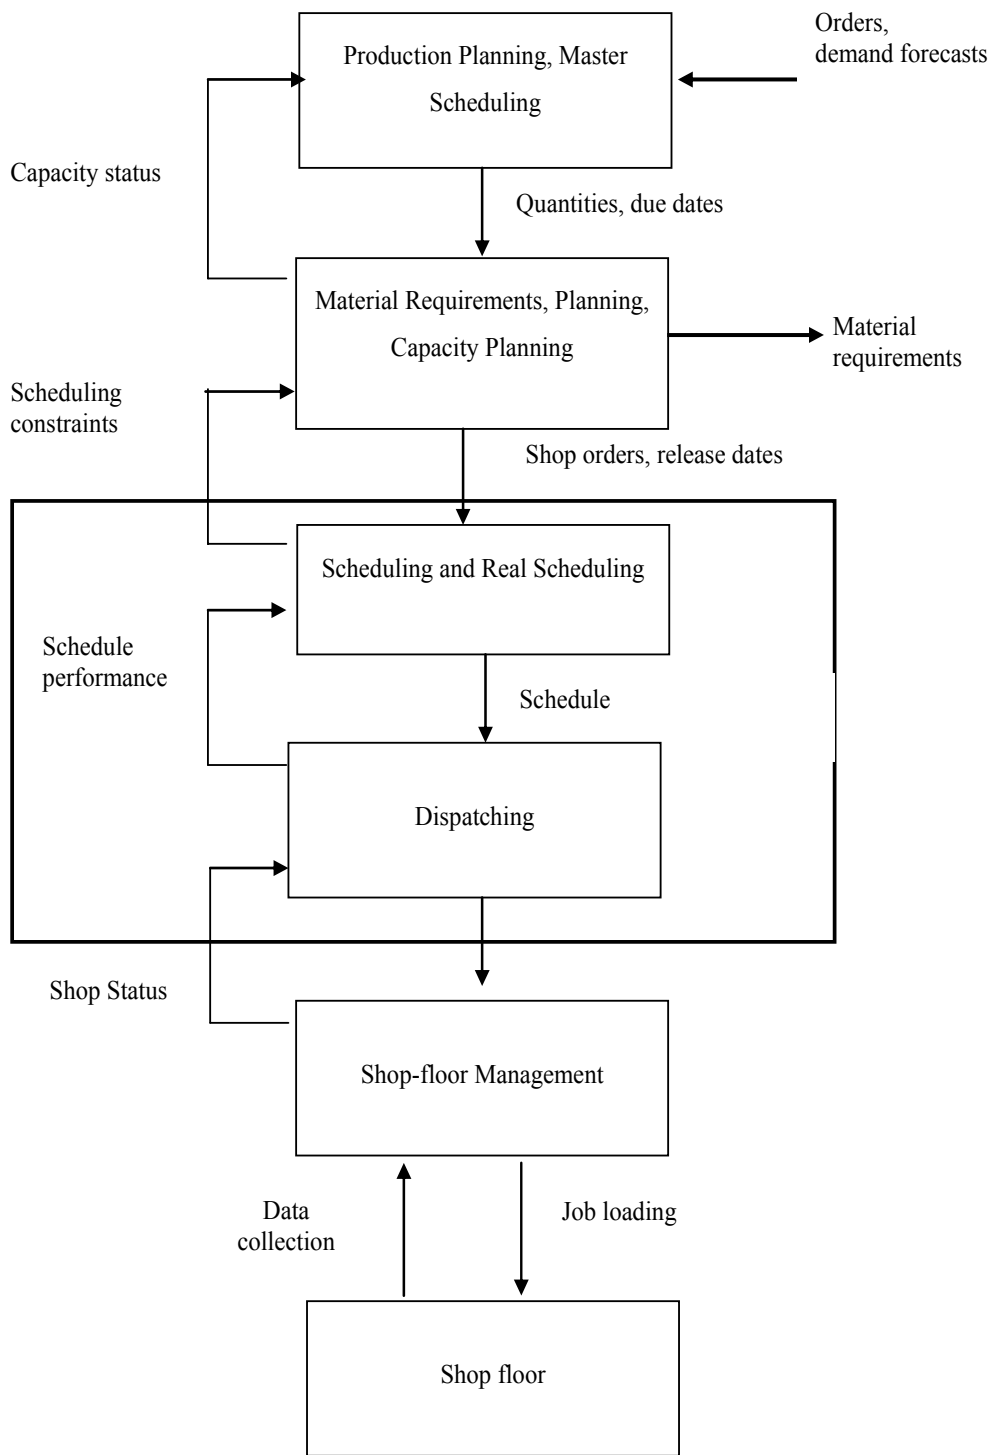 Orders,
demand forecasts
Production Planning, Master
Scheduling
Capacity status
Quantities, due dates
Material Requirements, Planning,
Capacity Planning
Material
requirements
Scheduling
constraints
Shop orders, release dates
Scheduling and Real Scheduling
Schedule
performance
Schedule
Dispatching
Shop Status
Shop-floor Management
Data
collection
Job loading
Shop floor